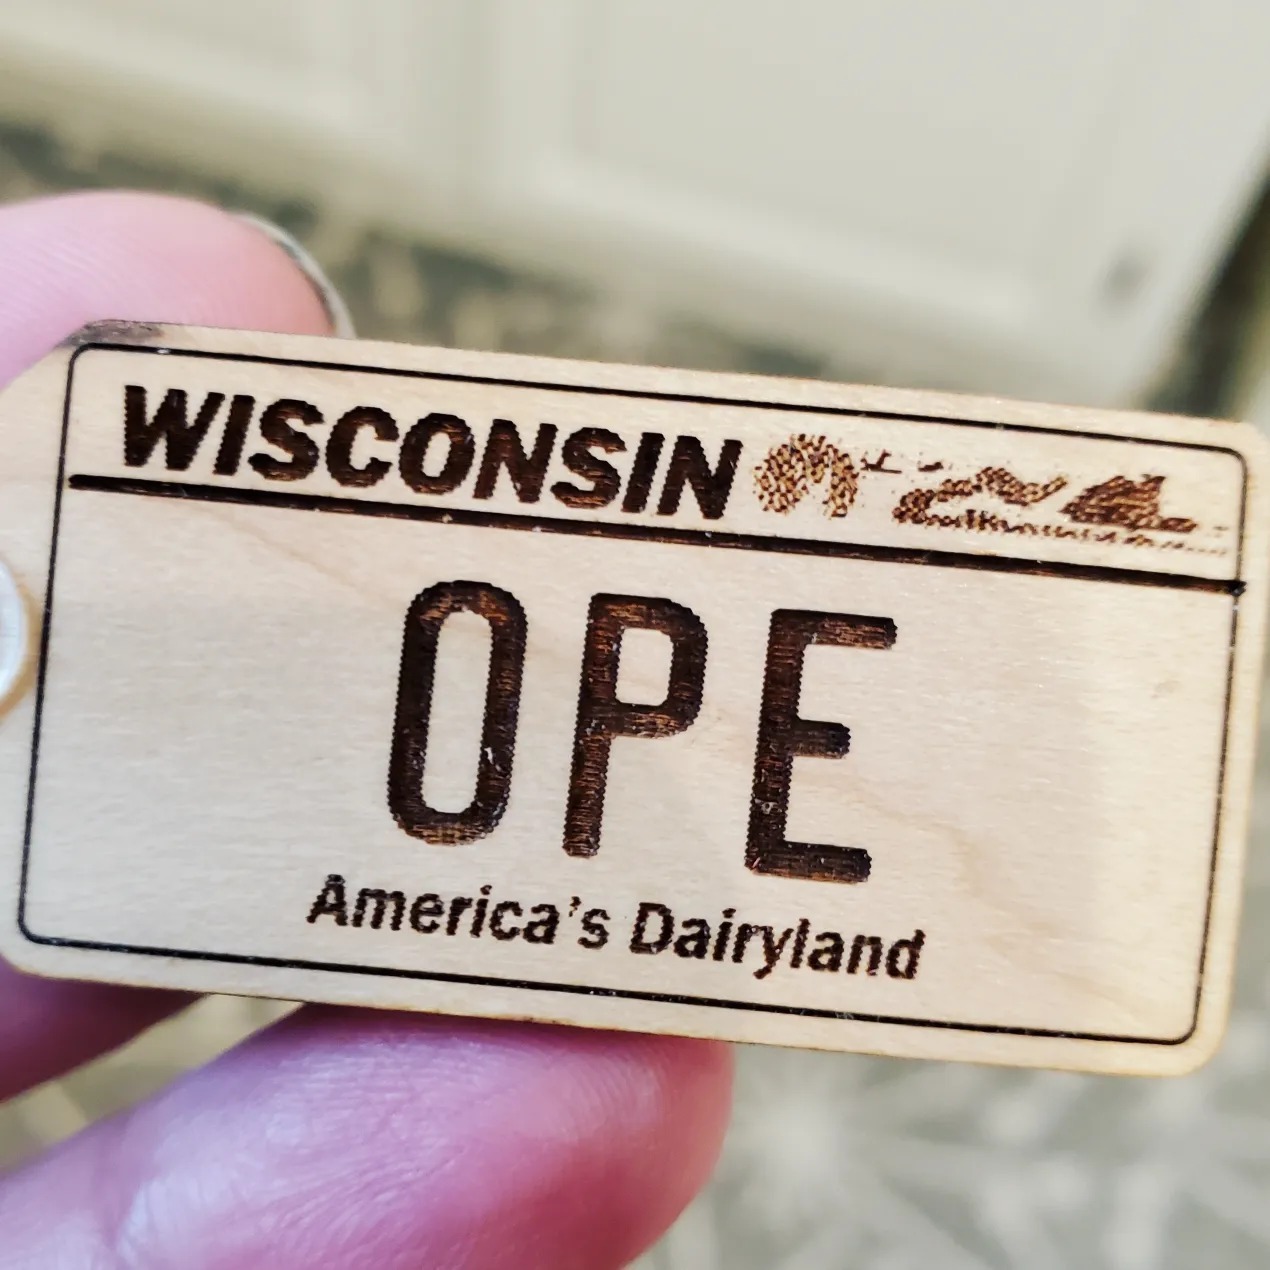 WISCONSIN
OPE
America's Dairyland